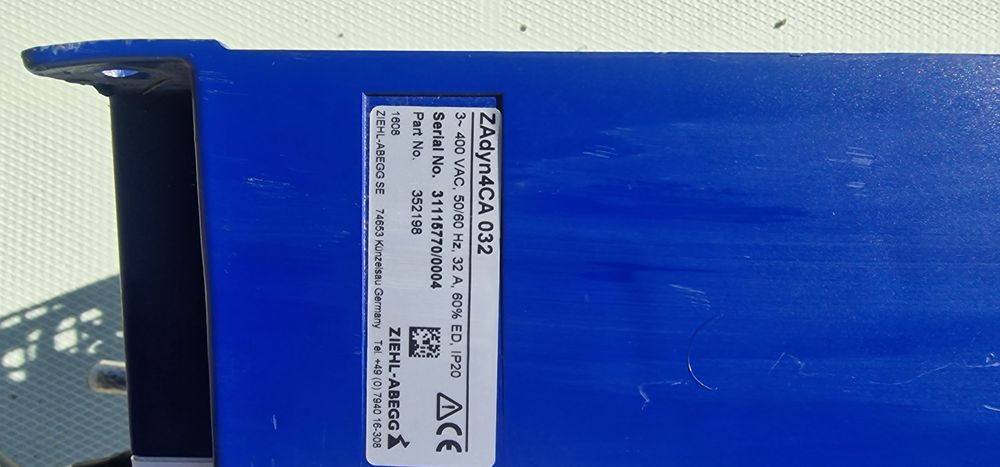 ZAdyn4CA 032
3~ 400 VAC, 50/60 Hz, 32 A, 60% ED, IP20
Serial No. 31115770/0004
Part No. 352198
1608
ZIEHL-ABEGG
ZIEHL-ABEGG SE 74653 Künzelsau Germany Tel. +49 (0) 7940 16-308
CE